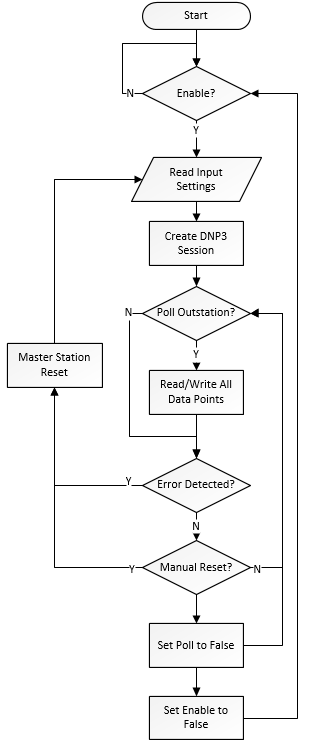 Start
Enable?
N
Y
Read Input
Settings
Create DNP3
Session
Poll Outstation?
N
Y
Master Station
Reset
Read/Write All
Data Points
Error Detected?
Y
N
Manual Reset?
Y
N
Set Poll to False
Set Enable to
False